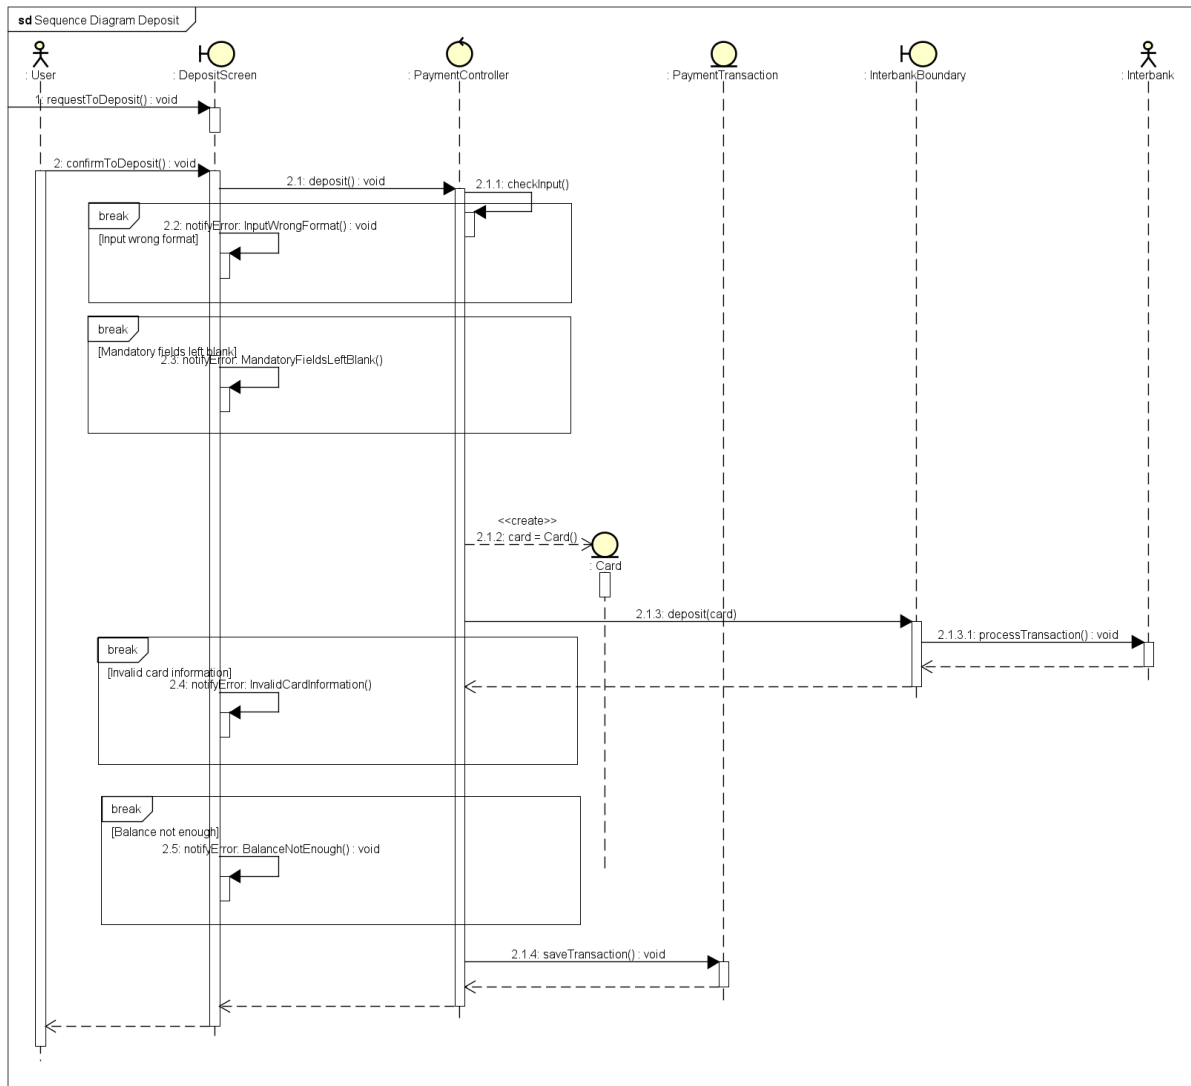 sd Sequence Diagram Deposit
: User
: DepositScreen
: PaymentController
: PaymentTransaction
: InterbankBoundary
: Interbank
1: requestToDeposit() : void
2: confirmToDeposit() : void
2.1: deposit() : void
2.1.1: checkInput()
break
[Input wrong format]
2.2: notifyError: InputWrongFormat() : void
break
[Mandatory fields left blank]
2.3: notifyError: MandatoryFieldsLeftBlank()
<<create>>
2.1.2: card = Card()
: Card
2.1.3: deposit(card)
2.1.3.1: processTransaction() : void
break
[Invalid card information]
2.4: notifyError: InvalidCardInformation()
break
[Balance not enough]
2.5: notifyError: BalanceNotEnough() : void
2.1.4: saveTransaction() : void